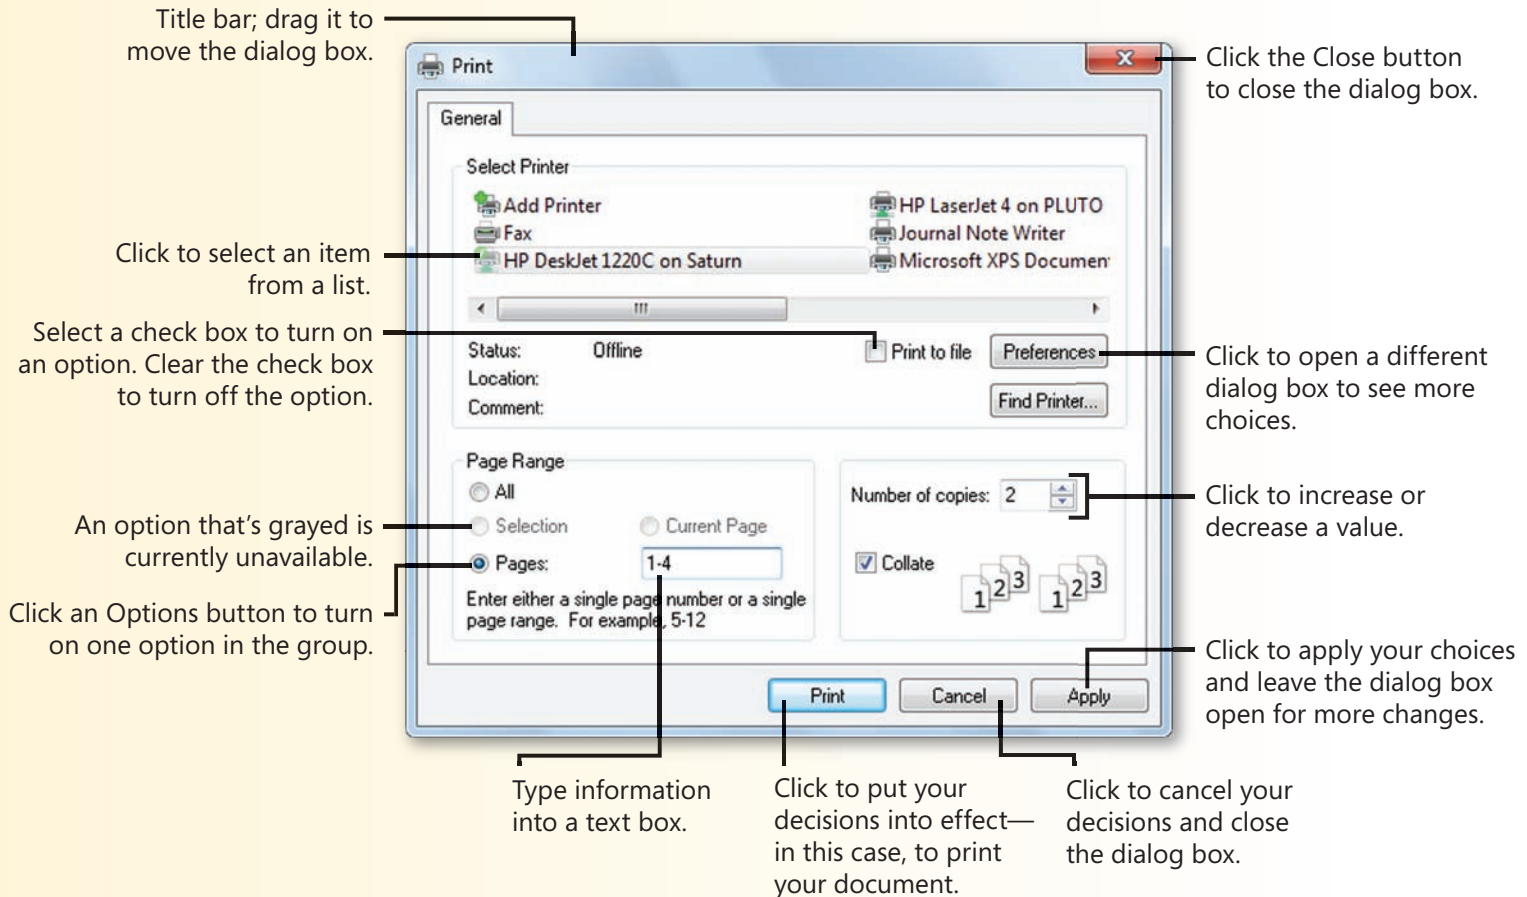 Title bar; drag it to
move the dialog box.
Click the Close button
to close the dialog box.
Print
General
Select Printer
Add Printer
Fax
HP DeskJet 1220C on Saturn
HP LaserJet 4 on PLUTO
Journal Note Writer
Microsoft XPS Documen
Click to select an item
from a list.
Select a check box to turn on
an option. Clear the check box
to turn off the option.
Status: Offline
Location:
Comment:
Print to file
Preferences
Find Printer...
Click to open a different
dialog box to see more
choices.
Page Range
All
Selection
Current Page
Pages: 1-4
Enter either a single page number or a single
page range. For example, 5-12
An option that's grayed is
currently unavailable.
Click an Options button to turn
on one option in the group.
Number of copies: 2
Collate
1 2 3 1 2 3
Click to increase or
decrease a value.
Print
Cancel
Apply
Click to apply your choices
and leave the dialog box
open for more changes.
Type information
into a text box.
Click to put your
decisions into effect—
in this case, to print
your document.
Click to cancel your
decisions and close
the dialog box.